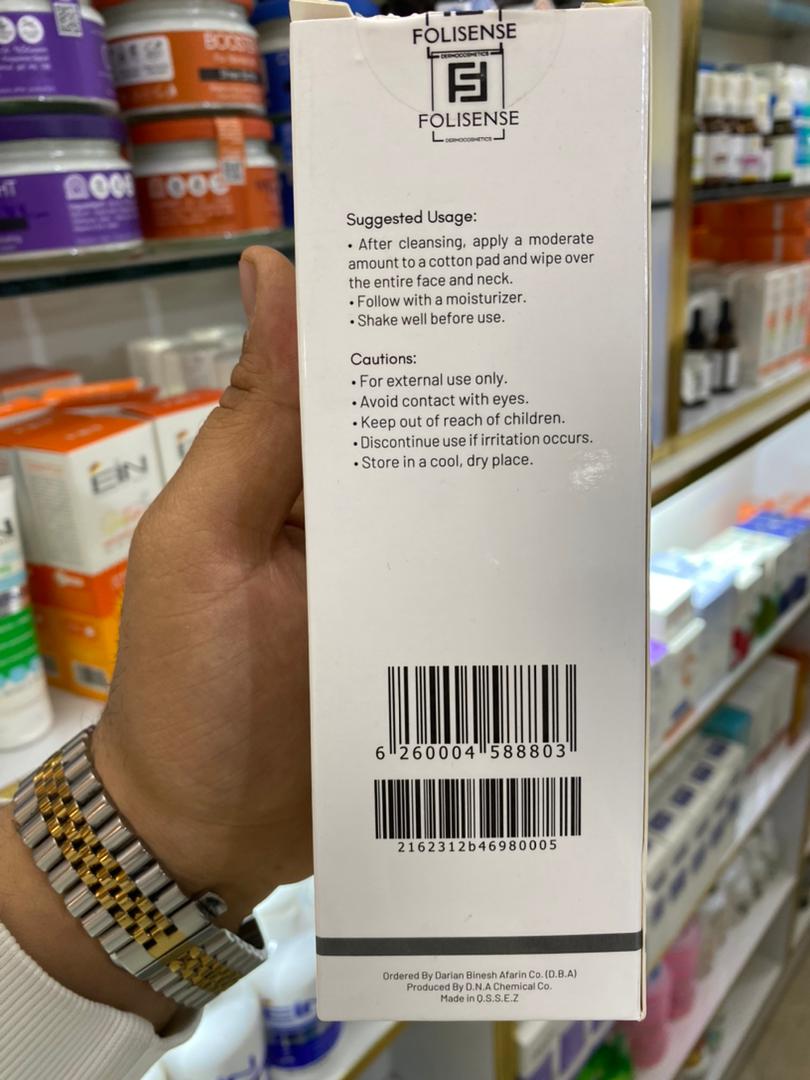 FOLISENSE
DERMOCOSMETICS
FOLISENSE
DERMOCOSMETICS
Suggested Usage:
• After cleansing, apply a moderate
amount to a cotton pad and wipe over
the entire face and neck.
• Follow with a moisturizer.
• Shake well before use.
Cautions:
• For external use only.
• Avoid contact with eyes.
• Keep out of reach of children.
• Discontinue use if irritation occurs.
• Store in a cool, dry place.
6 260004 588803
2162312b46980005
Ordered By Darian Binesh Afarin Co. (D.B.A)
Produced By D.N.A Chemical Co.
Made in Q.S.S.E.Z
BOOST
EIN